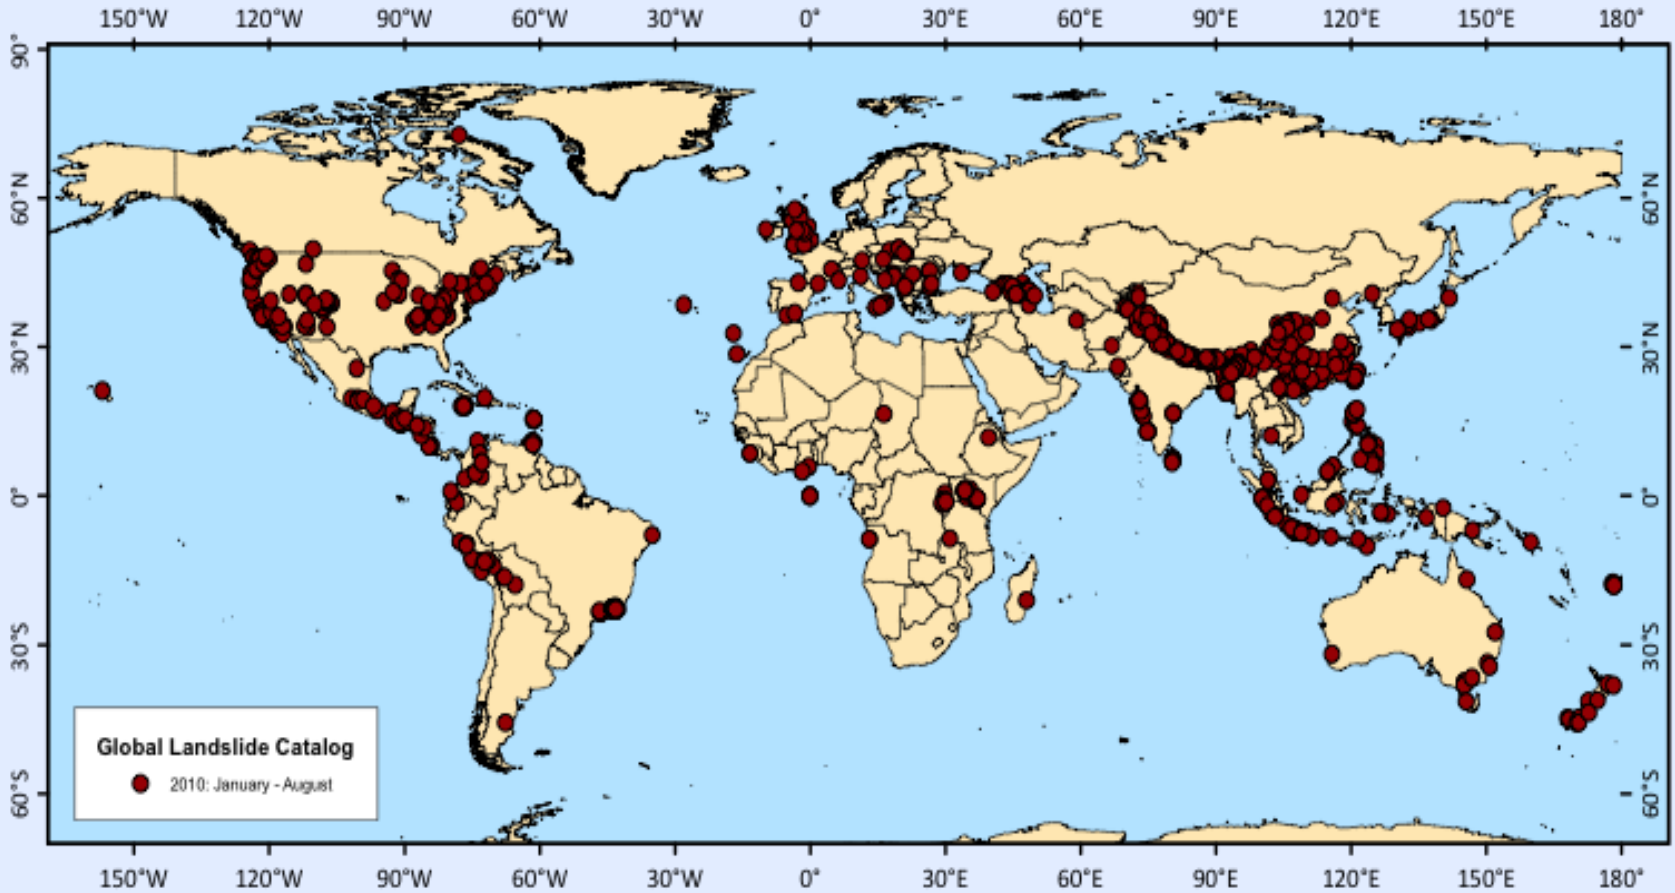 150°W 120°W 90°W 60°W 30°W 0° 30°E 60°E 90°E 120°E 150°E 180°
90°
60°N 60°N
30°N 30°N
0° 0°
30°S 30°S
60°S 60°S
Global Landslide Catalog
2010: January - August
150°W 120°W 90°W 60°W 30°W 0° 30°E 60°E 90°E 120°E 150°E 180°